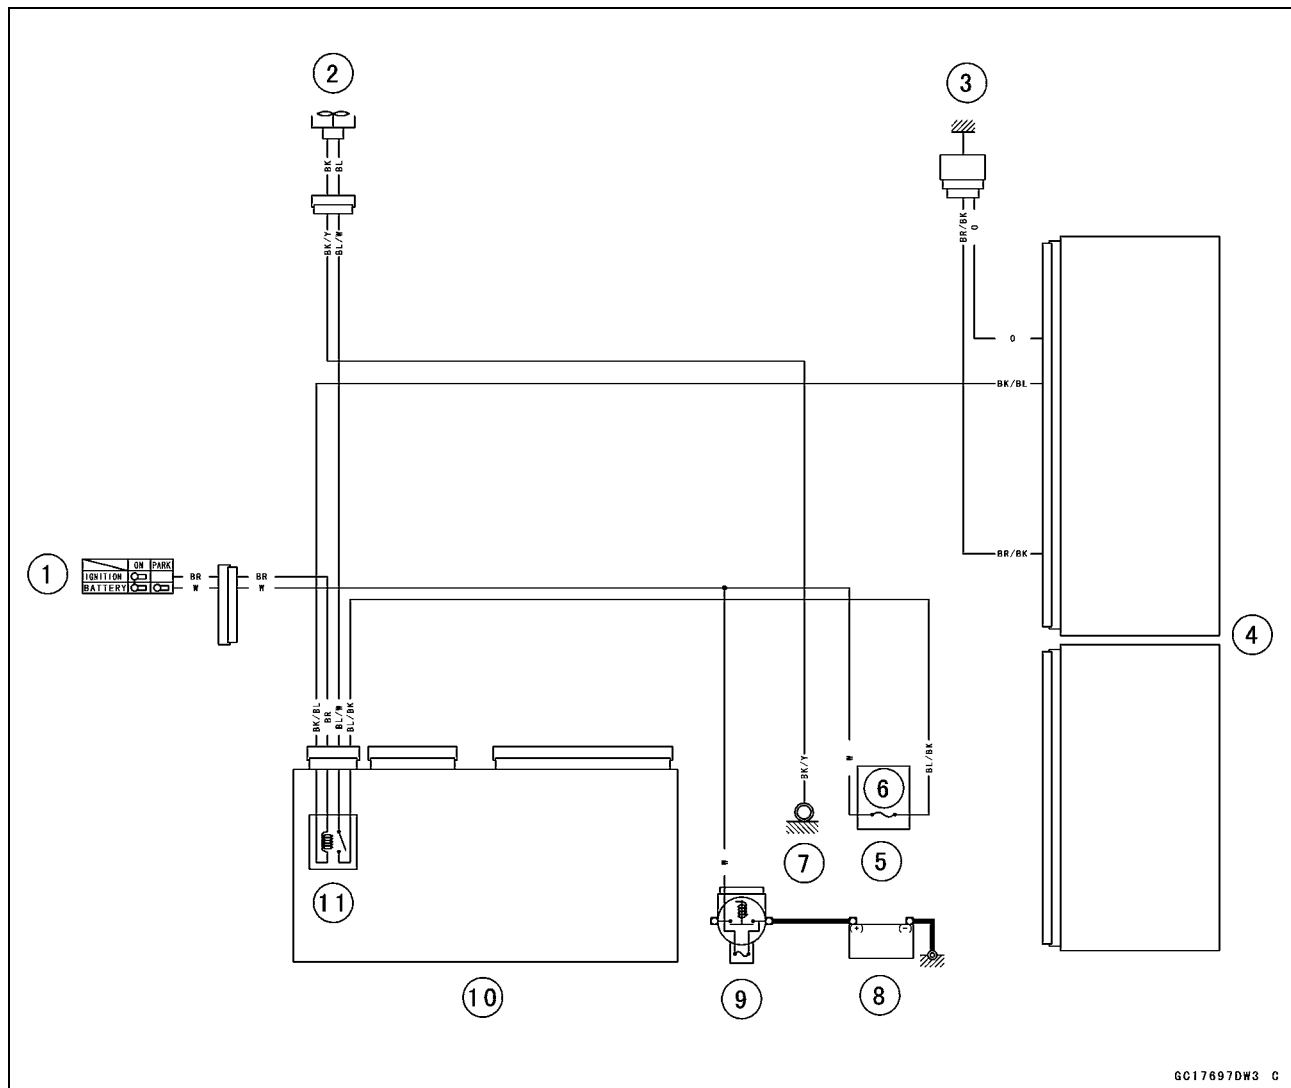 2
3
BK
BL
BK/Y
BL/W
BR/BK
O
O
BK/BL
1
ON PARK
IGNITION
BATTERY
BR
W
BR
W
BR/BK
4
BK/BL
BR
BL/W
BL/BK
W
BK/Y
W
BL/BK
6
7
5
11
(+)
(-)
10
9
8
GC17697DW3 C